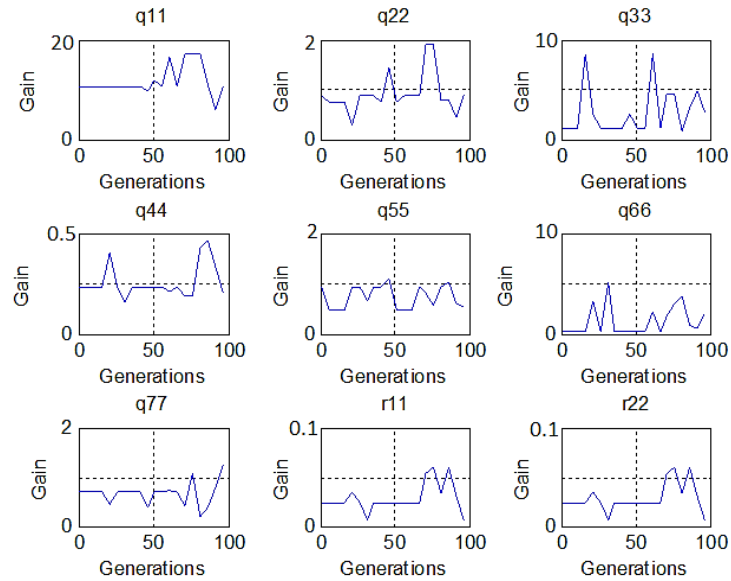 q11 q22 q33
20 2 10
Gain Gain Gain
0 0 0
0 50 100 0 50 100 0 50 100
Generations Generations Generations
q44 q55 q66
0.5 2 10
Gain Gain Gain
0 0 0
0 50 100 0 50 100 0 50 100
Generations Generations Generations
q77 r11 r22
2 0.1 0.1
Gain Gain Gain
0 0 0
0 50 100 0 50 100 0 50 100
Generations Generations Generations